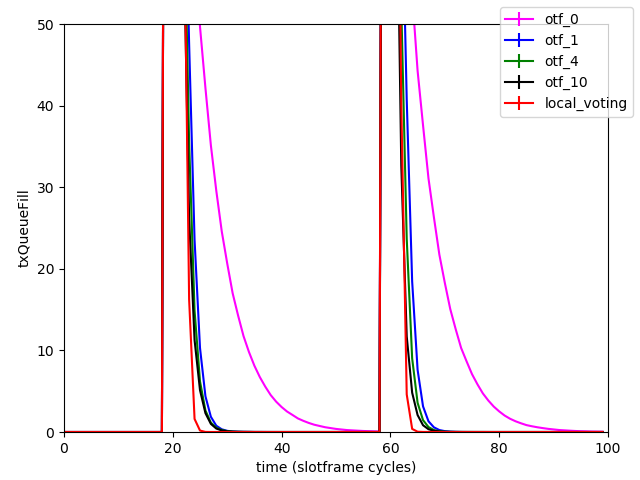 otf_0
otf_1
otf_4
otf_10
local_voting
50
40
30
20
10
0
txQueueFill
0 20 40 60 80 100
time (slotframe cycles)